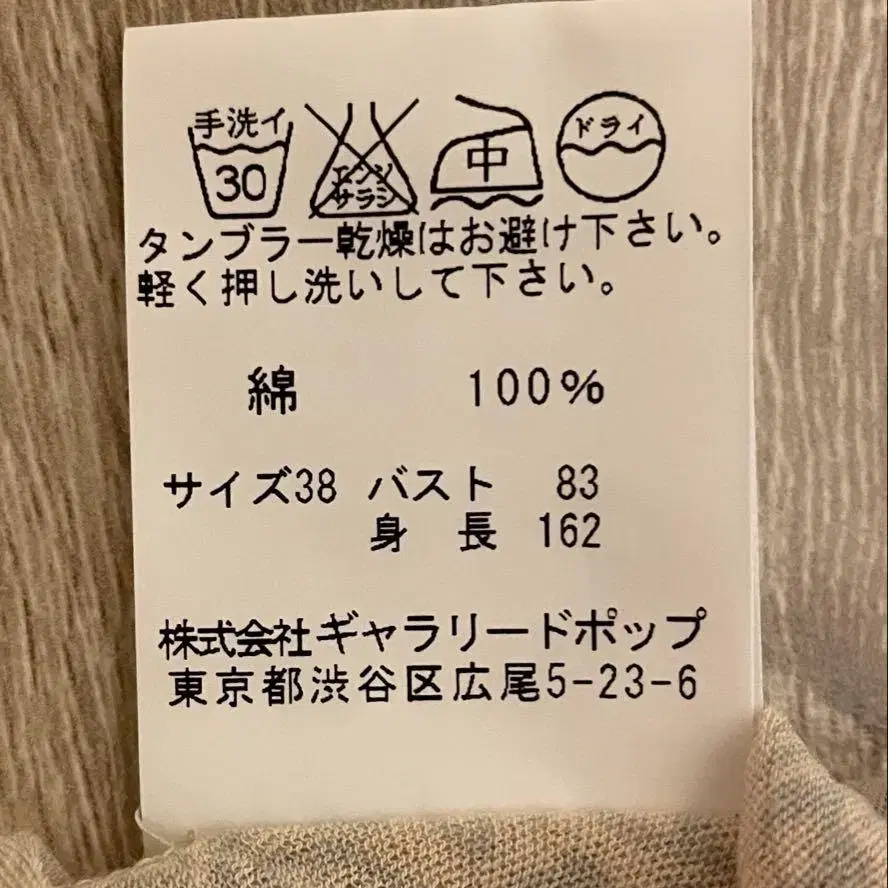 手洗イ 30 エンソサラシ 中 ドライ
タンブラー乾燥はお避け下さい。
軽く押し洗いして下さい。
綿 100%
サイズ38 バスト 83
身長 162
株式会社ギャラリードポップ
東京都渋谷区広尾5-23-6